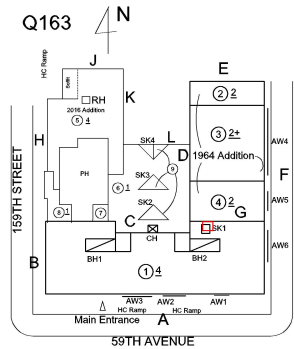 Q163
N
HC Ramp
J
Belfit
RH
2016 Addition
5 4
K
H
PH
SK4
L
D
9
SK3
6 1
SK2
8 1
7
C
CH
E
2 2
3 2+
1964 Addition
AW4
F
4 2
G
AW5
SK1
AW6
159TH STREET
B
BH1
BH2
1 4
AW3
AW2
AW1
HC Ramp
HC Ramp
Main Entrance
A
59TH AVENUE